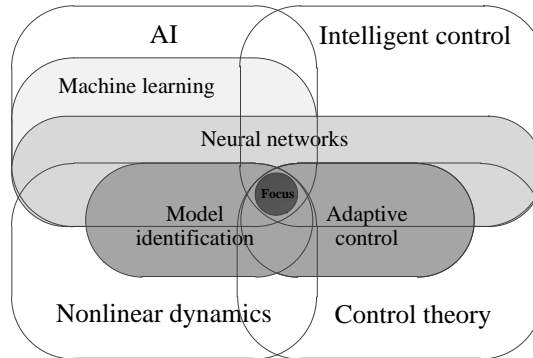 AI
Intelligent control
Machine learning
Neural networks
Focus
Model
identification
Adaptive
control
Nonlinear dynamics
Control theory